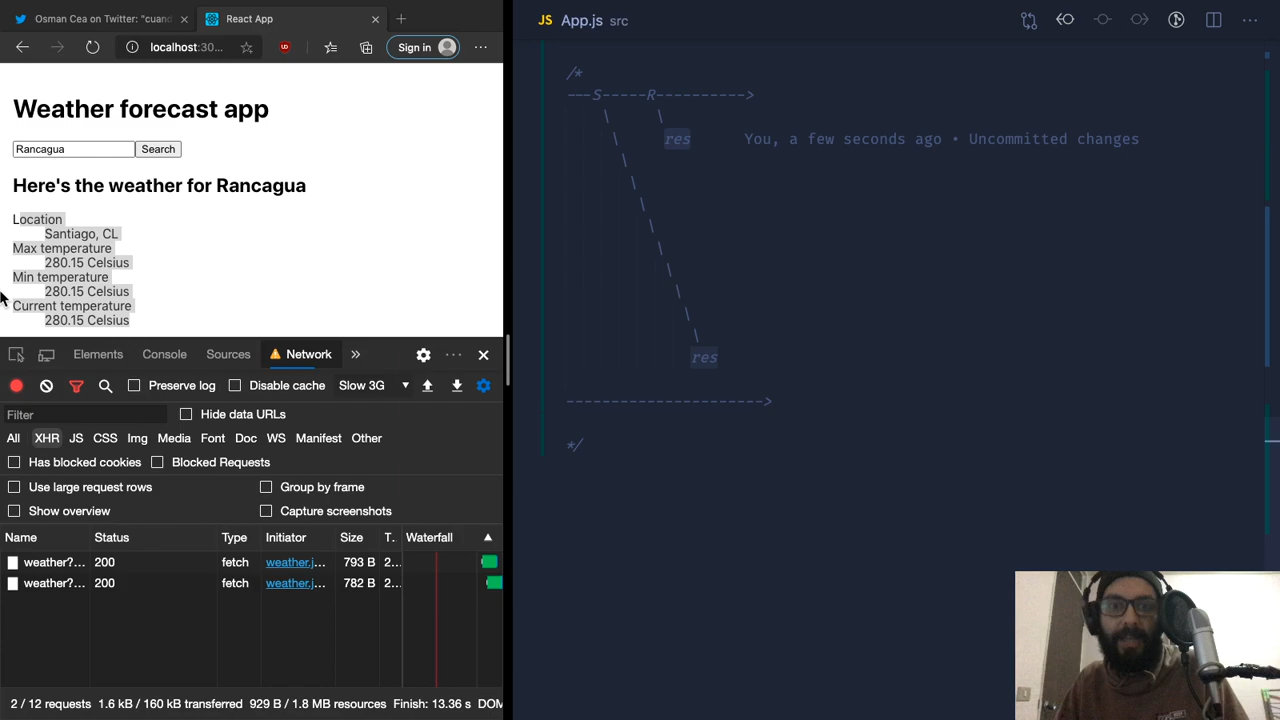 Osman Cea on Twitter: "cuand
React App
localhost:30...
Sign in
Weather forecast app
Rancagua
Search
Here's the weather for Rancagua
Location
Santiago, CL
Max temperature
280.15 Celsius
Min temperature
280.15 Celsius
Current temperature
280.15 Celsius
Elements Console Sources Network
Preserve log Disable cache Slow 3G
Filter
Hide data URLs
All XHR JS CSS Img Media Font Doc WS Manifest Other
Has blocked cookies Blocked Requests
Use large request rows Group by frame
Show overview Capture screenshots
Name Status Type Initiator Size T. Waterfall
weather?... 200 fetch weather.j... 793 B 2...
weather?... 200 fetch weather.j... 782 B 2...
2 / 12 requests 1.6 kB / 160 kB transferred 929 B / 1.8 MB resources Finish: 13.36 s DOM
JS App.js src
/*
---S-----R---------->
\ \
\ res You, a few seconds ago • Uncommitted changes
\
\
\
\
\
\
\
\
\
res
---------------------->
*/